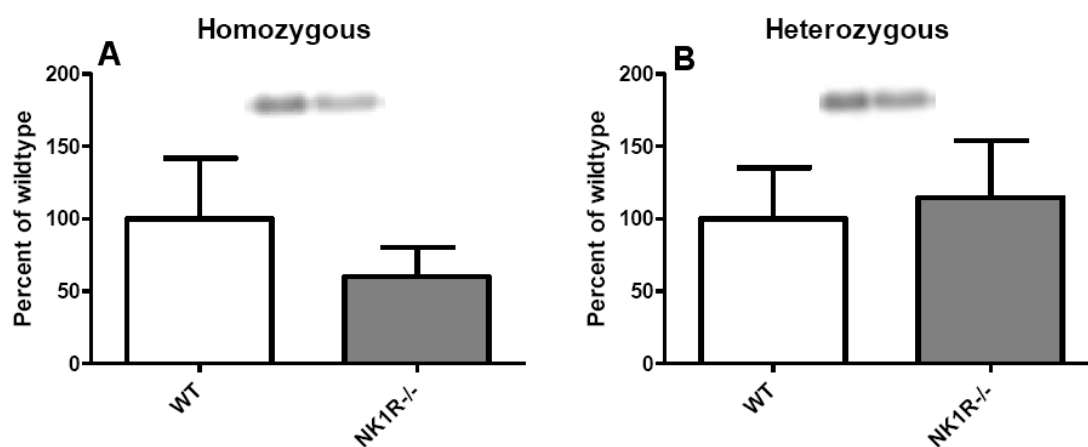 Homozygous
A
200
150
100
50
0
Percent of wildtype
WT
NK1R-/-
Heterozygous
B
200
150
100
50
0
Percent of wildtype
WT
NK1R-/-